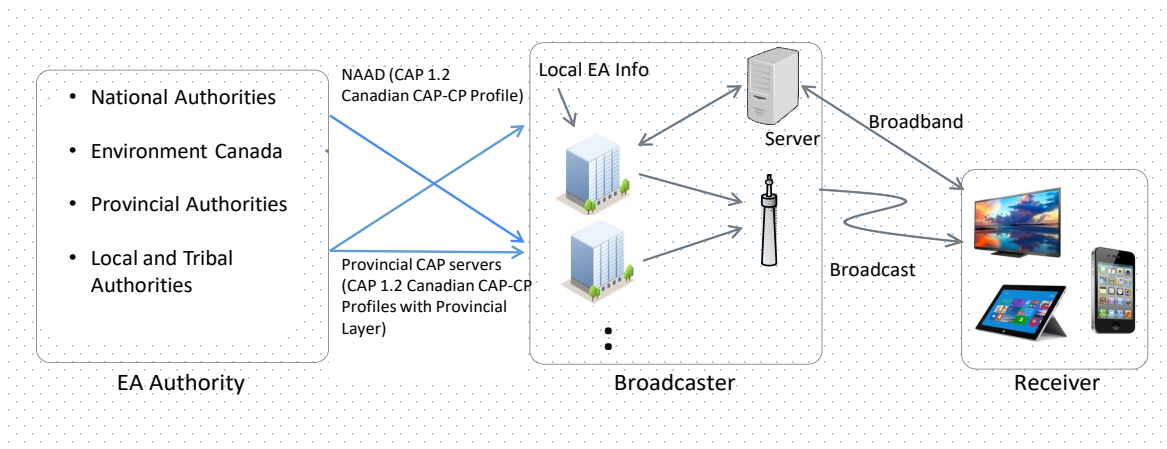 • National Authorities
• Environment Canada
• Provincial Authorities
• Local and Tribal
Authorities
EA Authority
NAAD (CAP 1.2
Canadian CAP-CP Profile)
Provincial CAP servers
(CAP 1.2 Canadian CAP-CP
Profiles with Provincial
Layer)
Local EA Info
Server
Broadcaster
Broadband
Broadcast
Receiver